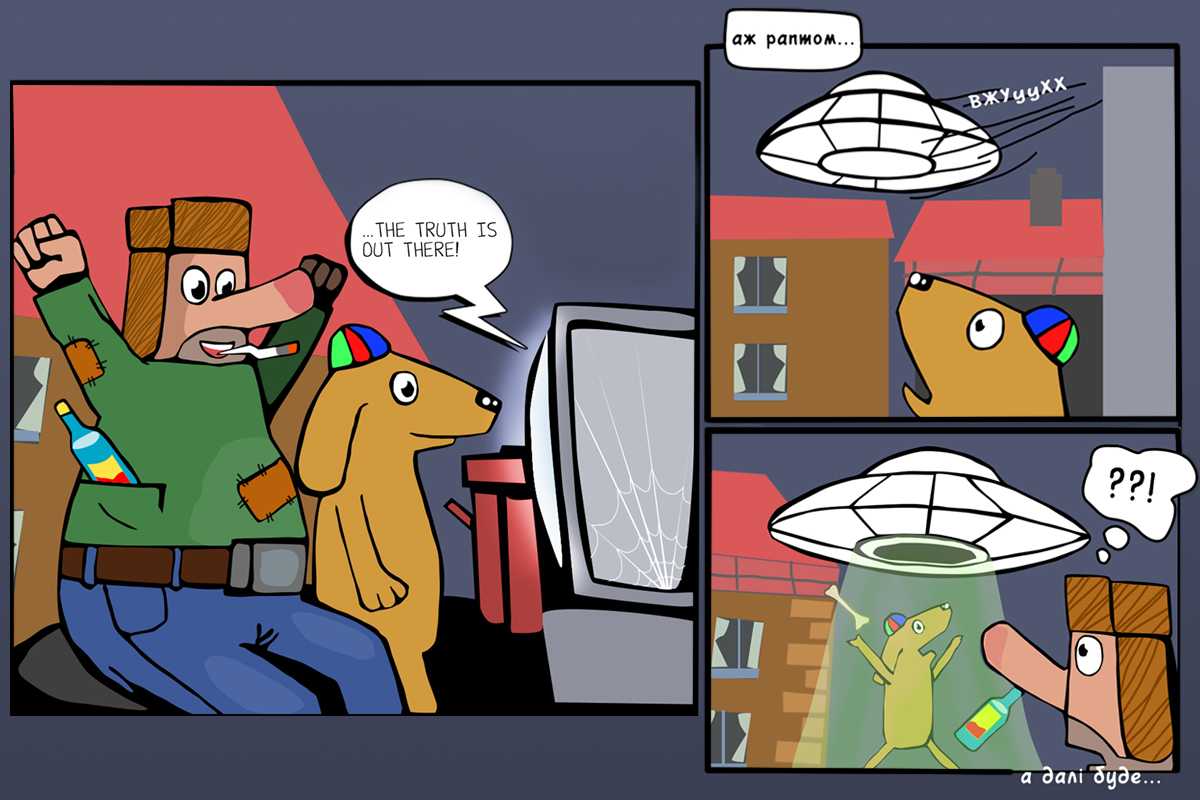 ...THE TRUTH IS
OUT THERE!
аж раптом...
ВЖУууХХ
??!
а далі буде...